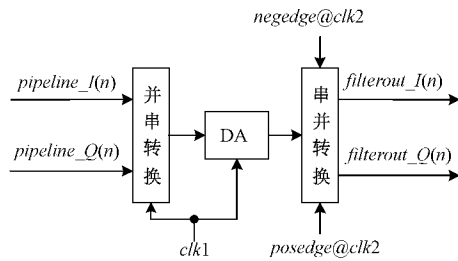 negedge@clk2
pipeline_I(n)
filterout_I(n)
并串转换
DA
串并转换
pipeline_Q(n)
filterout_Q(n)
clk1
posedge@clk2